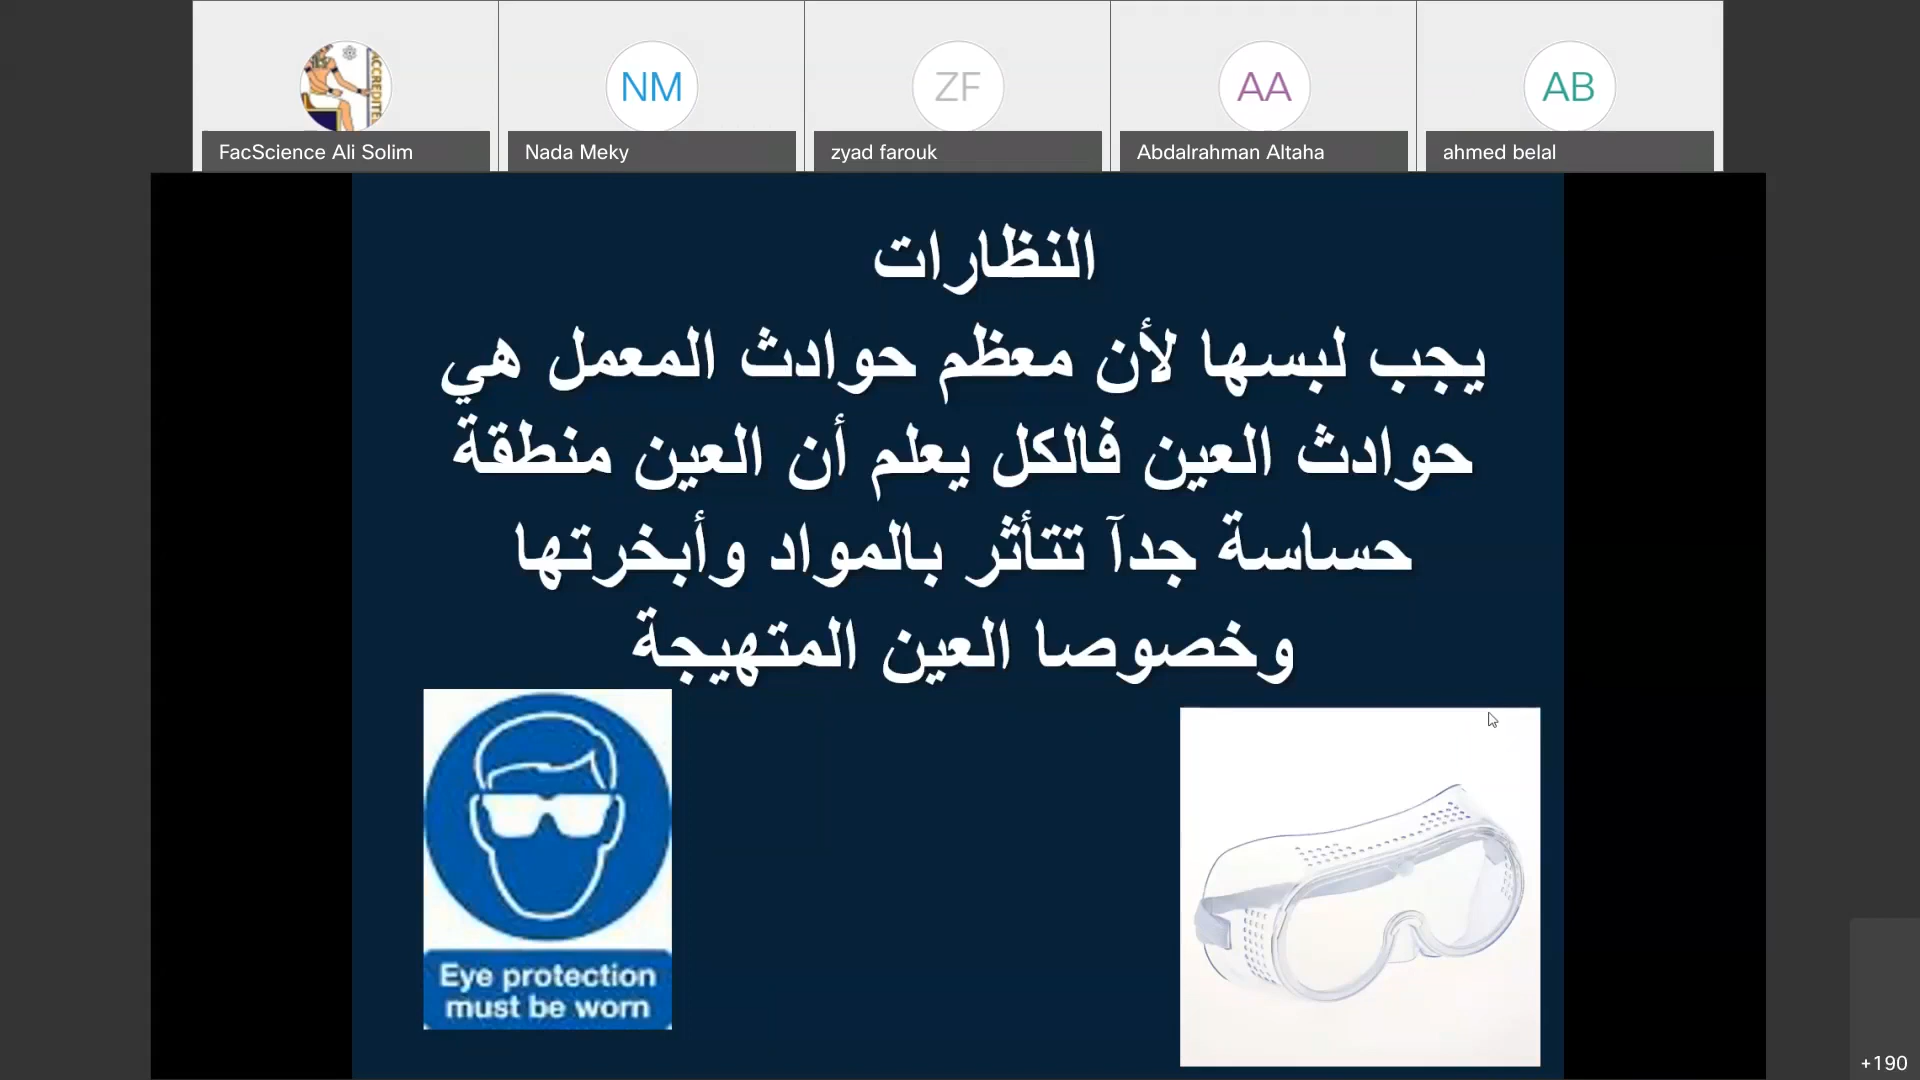 ACCREDITED
NM
ZF
AA
AB
FacScience Ali Solim
Nada Meky
zyad farouk
Abdalrahman Altaha
ahmed belal
النظارات
يجب لبسها لأن معظم حوادث المعمل هي
حوادث العين فالكل يعلم أن العين منطقة
حساسة جدآ تتأثر بالمواد وأبخرتها
وخصوصا العين المتهيجة
Eye protection
must be worn
+190